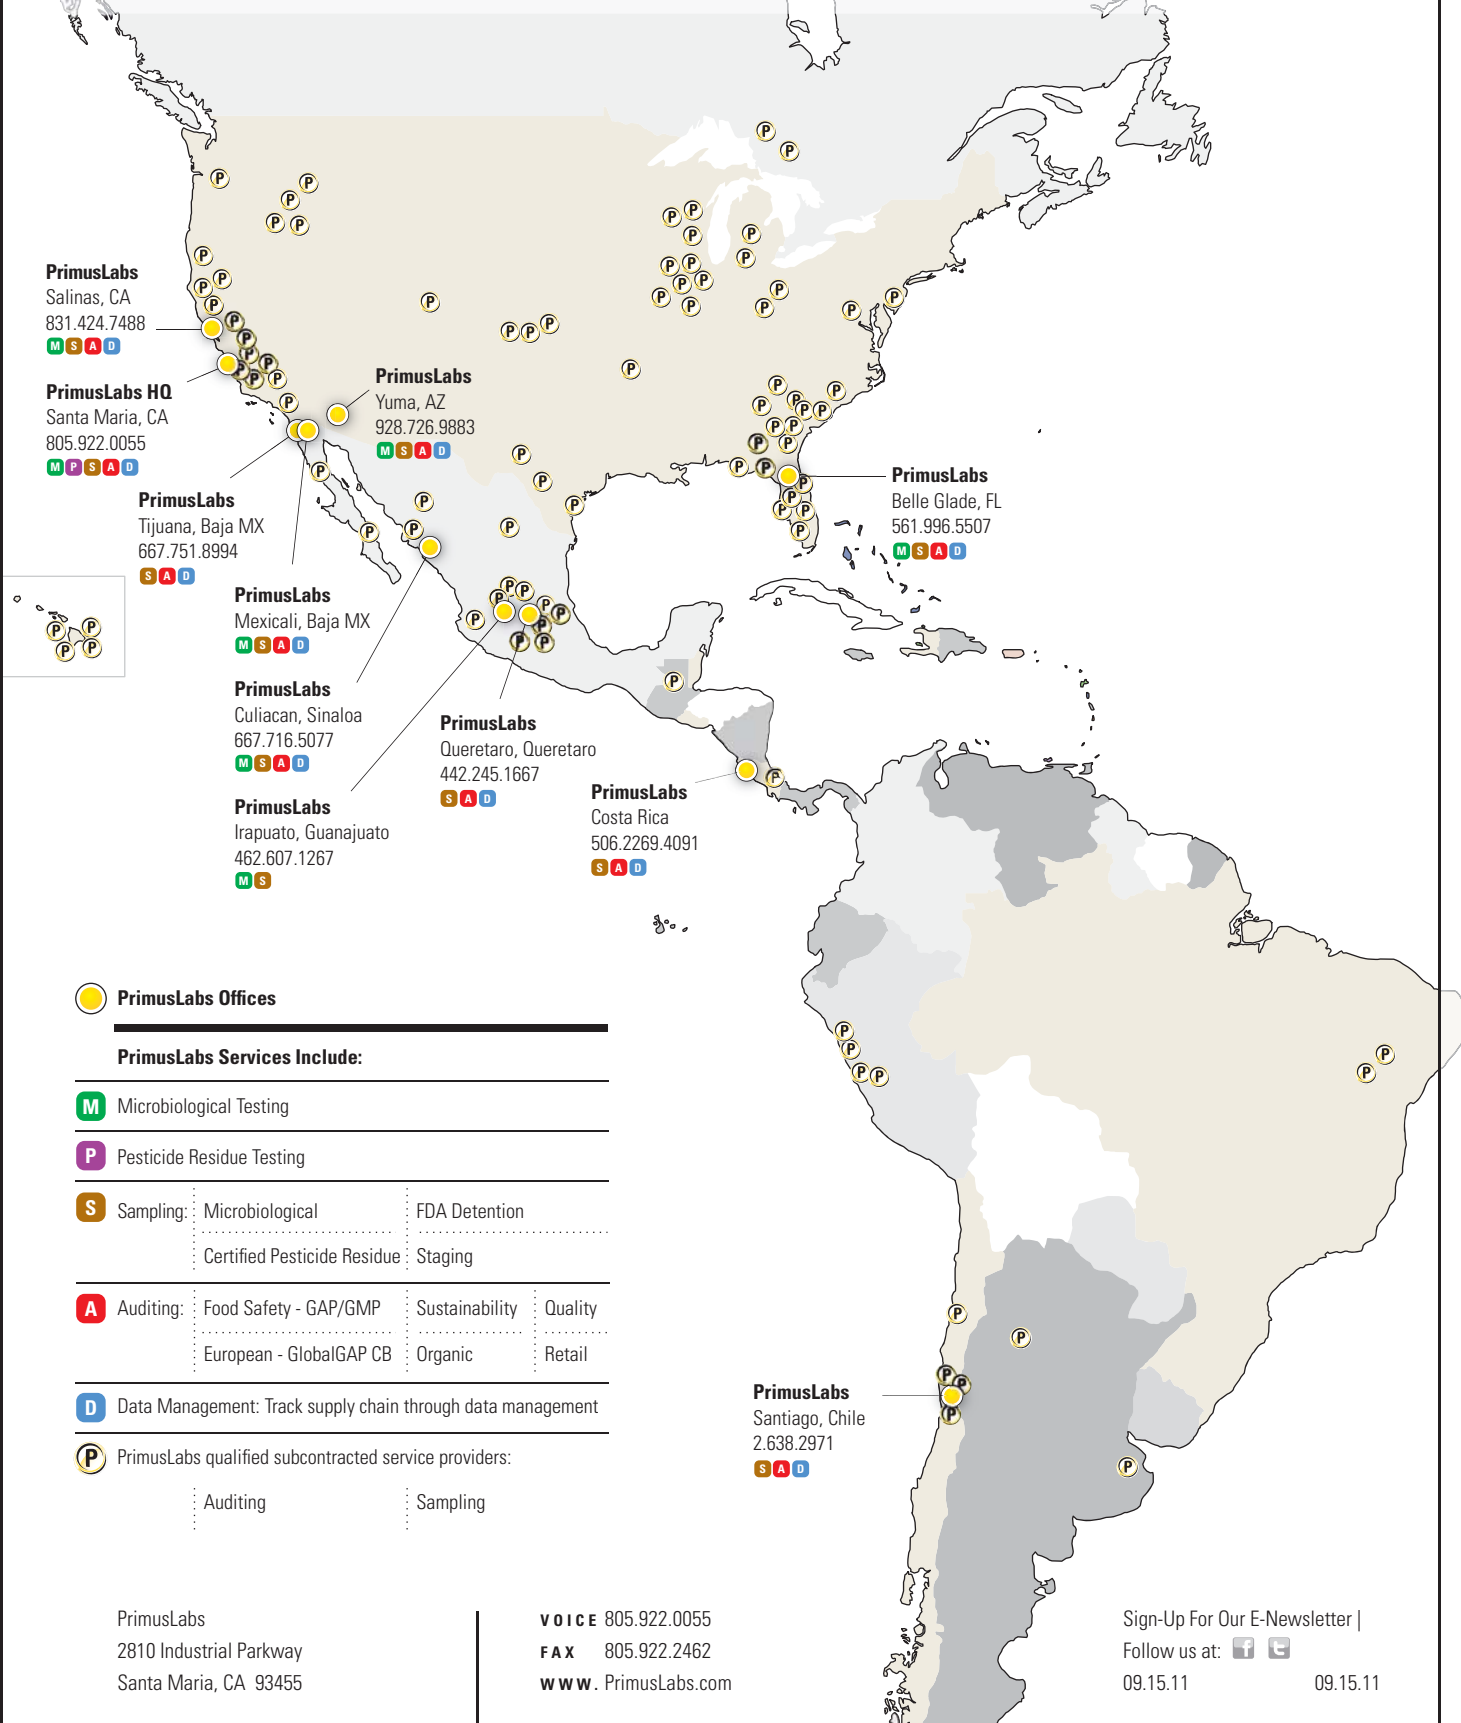 PrimusLabs
Salinas, CA
831.424.7488
M S A D
PrimusLabs HQ
Santa Maria, CA
805.922.0055
M P S A D
PrimusLabs
Yuma, AZ
928.726.9883
M S A D
PrimusLabs
Tijuana, Baja MX
667.751.8994
S A D
PrimusLabs
Belle Glade, FL
561.996.5507
M S A D
PrimusLabs
Mexicali, Baja MX
M S A D
PrimusLabs
Culiacan, Sinaloa
667.716.5077
M S A D
PrimusLabs
Queretaro, Queretaro
442.245.1667
S A D
PrimusLabs
Irapuato, Guanajuato
462.607.1267
M S
PrimusLabs
Costa Rica
506.2269.4091
S A D
PrimusLabs Offices
PrimusLabs Services Include:
M Microbiological Testing
P Pesticide Residue Testing
S Sampling: Microbiological FDA Detention
Certified Pesticide Residue Staging
A Auditing: Food Safety - GAP/GMP Sustainability Quality
European - GlobalGAP CB Organic Retail
D Data Management: Track supply chain through data management
P PrimusLabs qualified subcontracted service providers:
Auditing Sampling
PrimusLabs
Santiago, Chile
2.638.2971
S A D
PrimusLabs
2810 Industrial Parkway
Santa Maria, CA 93455
VOICE 805.922.0055
FAX 805.922.2462
WWW. PrimusLabs.com
Sign-Up For Our E-Newsletter |
Follow us at: f t
09.15.11 09.15.11